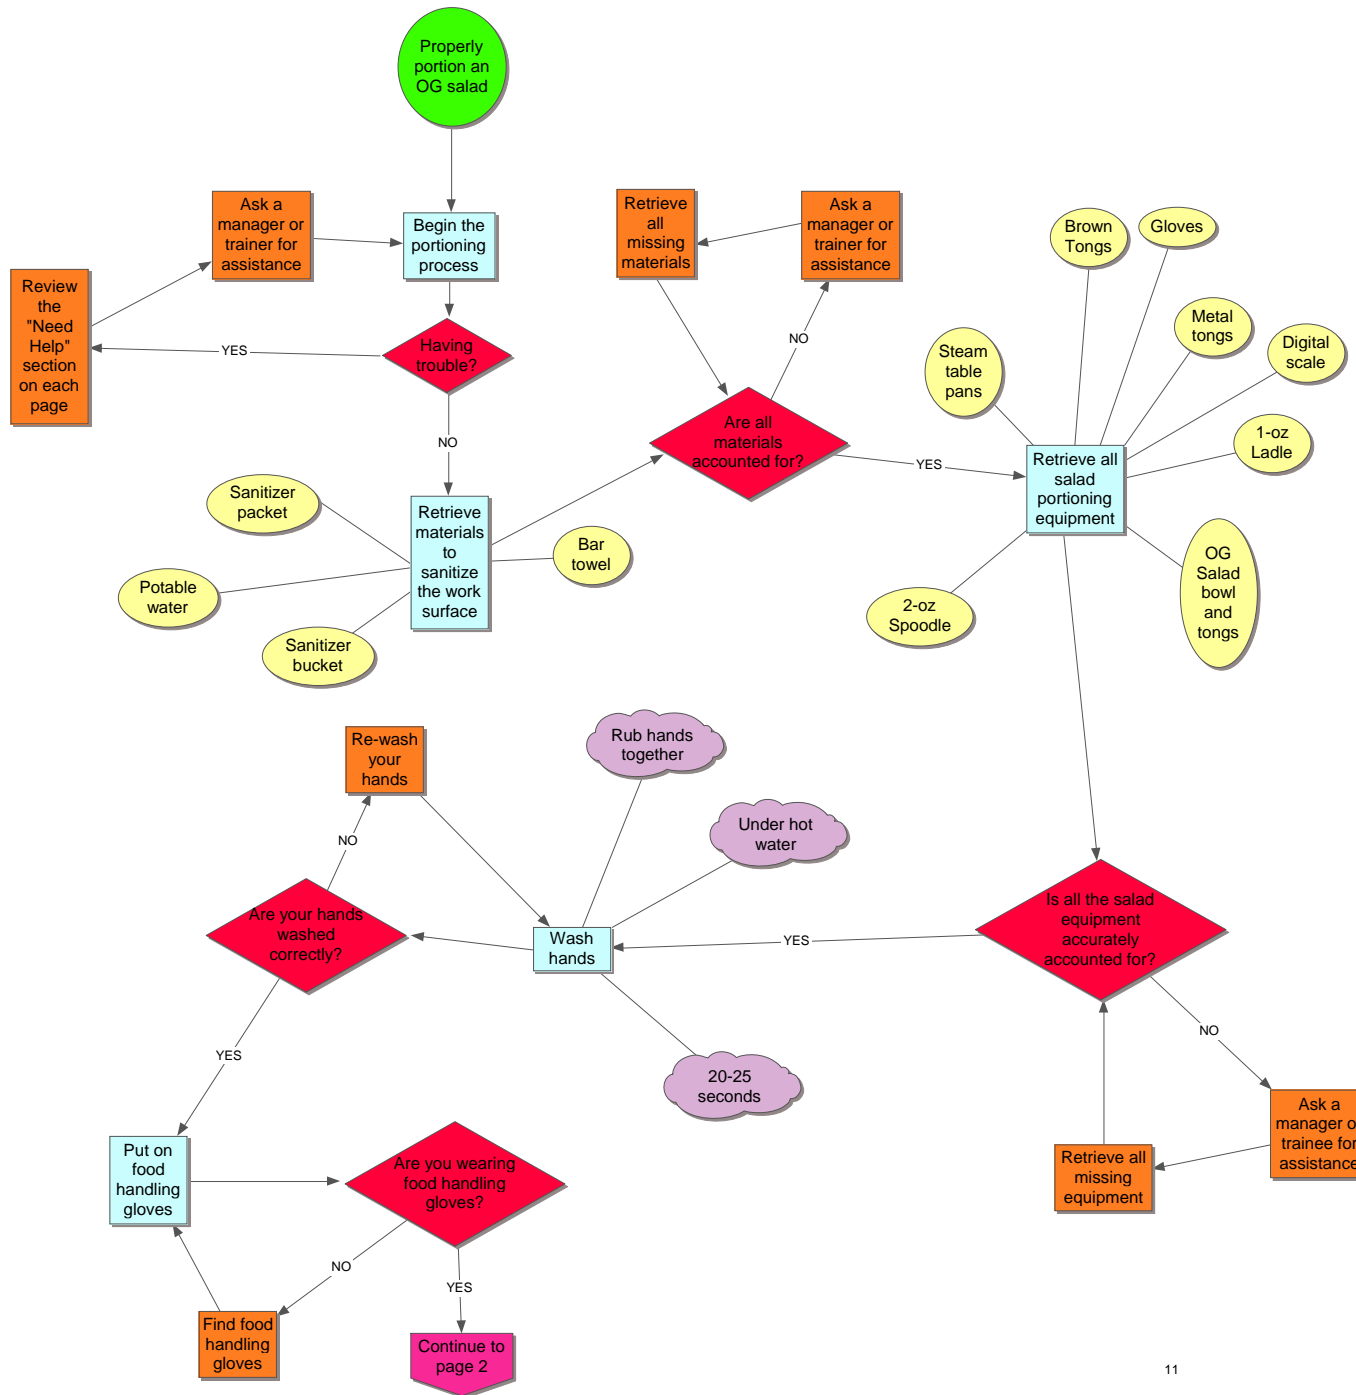 Properly
portion an
OG salad
Ask a
manager or
trainer for
assistance
Begin the
portioning
process
Review
the
"Need
Help"
section
on each
page
YES
Having
trouble?
NO
Retrieve
all
missing
materials
Ask a
manager or
trainer for
assistance
NO
Are all
materials
accounted for?
YES
Brown
Tongs
Gloves
Metal
tongs
Digital
scale
Steam
table
pans
1-oz
Ladle
Retrieve all
salad
portioning
equipment
OG
Salad
bowl
and
tongs
2-oz
Spoodle
Sanitizer
packet
Potable
water
Sanitizer
bucket
Retrieve
materials
to
sanitize
the work
surface
Bar
towel
Re-wash
your
hands
Rub hands
together
Under hot
water
NO
Are your hands
washed
correctly?
Wash
hands
YES
Is all the salad
equipment
accurately
accounted for?
NO
YES
20-25
seconds
Ask a
manager o
trainee for
assistance
Retrieve all
missing
equipment
Put on
food
handling
gloves
Are you wearing
food handling
gloves?
NO
YES
Find food
handling
gloves
Continue to
page 2
11